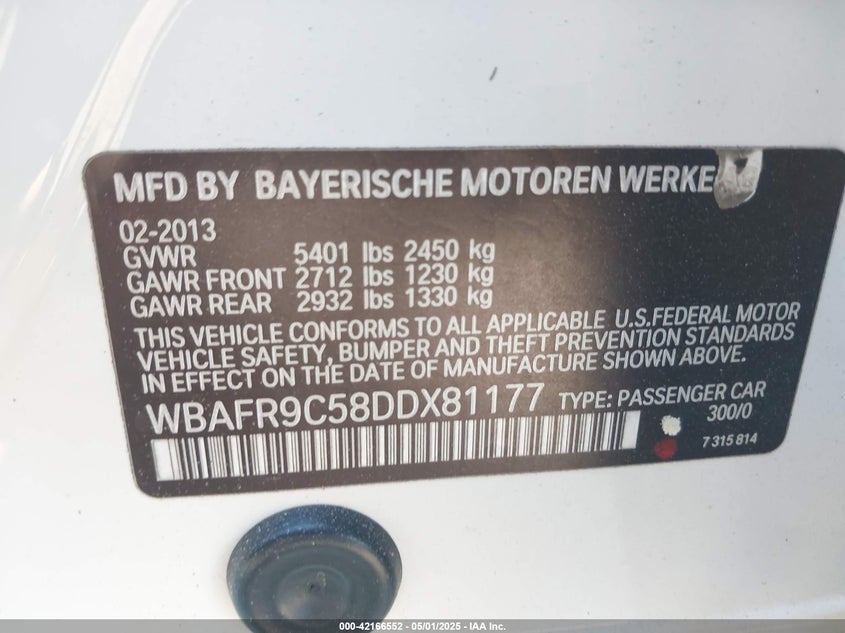 MFD BY BAYERISCHE MOTOREN WERKE
02-2013
GVWR 5401 lbs 2450 kg
GAWR FRONT 2712 lbs 1230 kg
GAWR REAR 2932 lbs 1330 kg
THIS VEHICLE CONFORMS TO ALL APPLICABLE U.S.FEDERAL MOTOR
VEHICLE SAFETY, BUMPER AND THEFT PREVENTION STANDARDS
IN EFFECT ON THE DATE OF MANUFACTURE SHOWN ABOVE.
WBAFR9C58DDX81177 TYPE: PASSENGER CAR
300/0
7 315 814
000-42166552 - 05/01/2025 - IAA Inc.